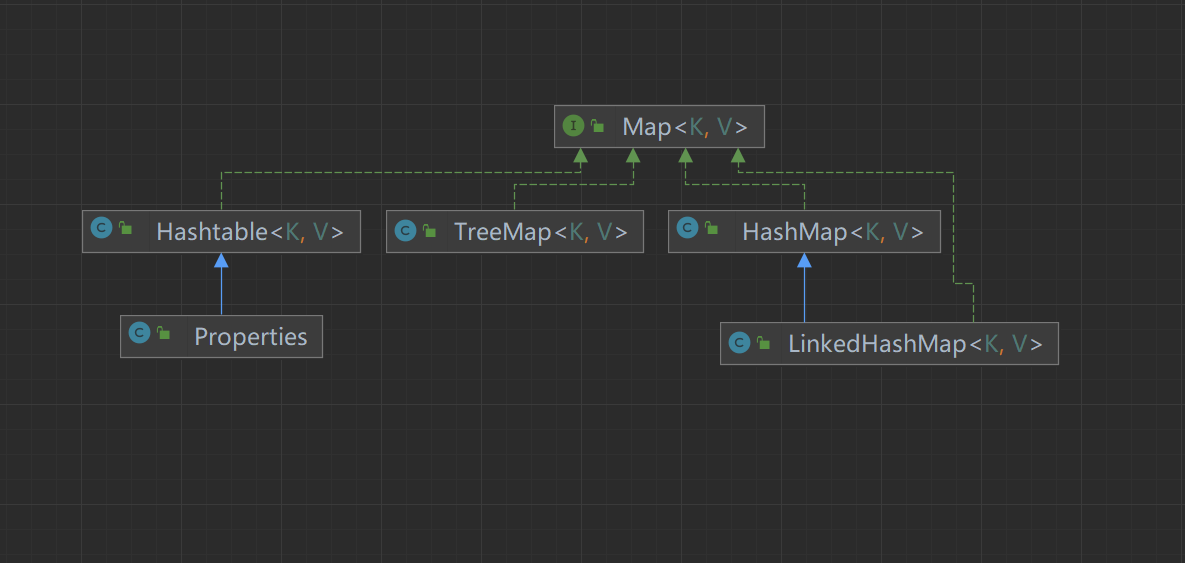 I Map<K, V>
C Hashtable<K, V>
C TreeMap<K, V>
C HashMap<K, V>
C Properties
C LinkedHashMap<K, V>